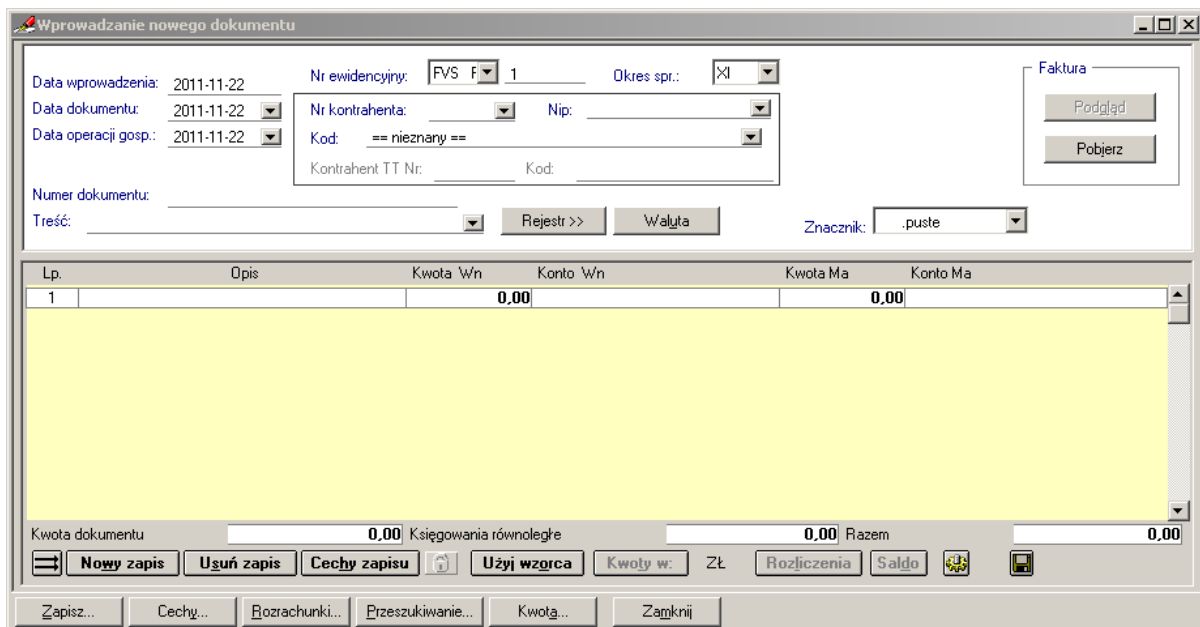 Wprowadzanie nowego dokumentu
Data wprowadzenia: 2011-11-22 Nr ewidencyjny: FVS F 1 Okres spr.: XI Faktura
Data dokumentu: 2011-11-22 Nr kontrahenta: Nip: Podgląd
Data operacji gosp.: 2011-11-22 Kod: == nieznany == Pobierz
Kontrahent TT Nr: Kod:
Numer dokumentu:
Treść: Rejestr >> Waluta Znacznik: .puste
Lp. Opis Kwota Wn Konto Wn Kwota Ma Konto Ma
1 0,00 0,00
Kwota dokumentu 0,00 Księgowania równoległe 0,00 Razem 0,00
Nowy zapis Usuń zapis Cechy zapisu Użyj wzorca Kwoty w: ZŁ Rozliczenia Saldo
Zapisz... Cechy... Rozrachunki... Przeszukiwanie... Kwota... Zamknij